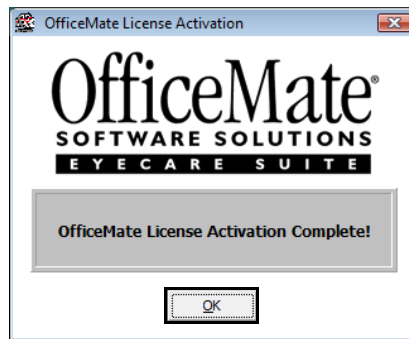 OfficeMate License Activation
OfficeMate®
SOFTWARE SOLUTIONS
EYECARE SUITE
OfficeMate License Activation Complete!
OK